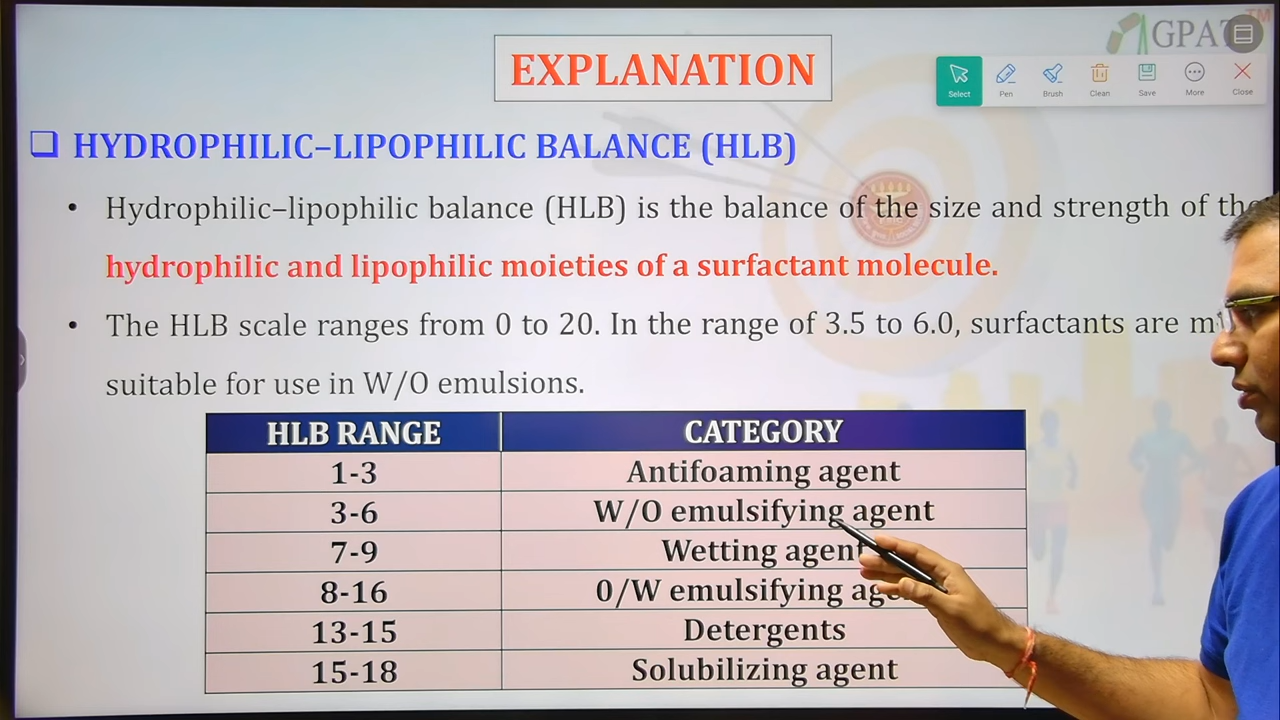 TM
GPAT
EXPLANATION
Select Pen Brush Clean Save More Close
HYDROPHILIC–LIPOPHILIC BALANCE (HLB)
• Hydrophilic–lipophilic balance (HLB) is the balance of the size and strength of the
hydrophilic and lipophilic moieties of a surfactant molecule.
• The HLB scale ranges from 0 to 20. In the range of 3.5 to 6.0, surfactants are
suitable for use in W/O emulsions.
HLB RANGE CATEGORY
1-3 Antifoaming agent
3-6 W/O emulsifying agent
7-9 Wetting agent
8-16 O/W emulsifying
13-15 Detergents
15-18 Solubilizing agent